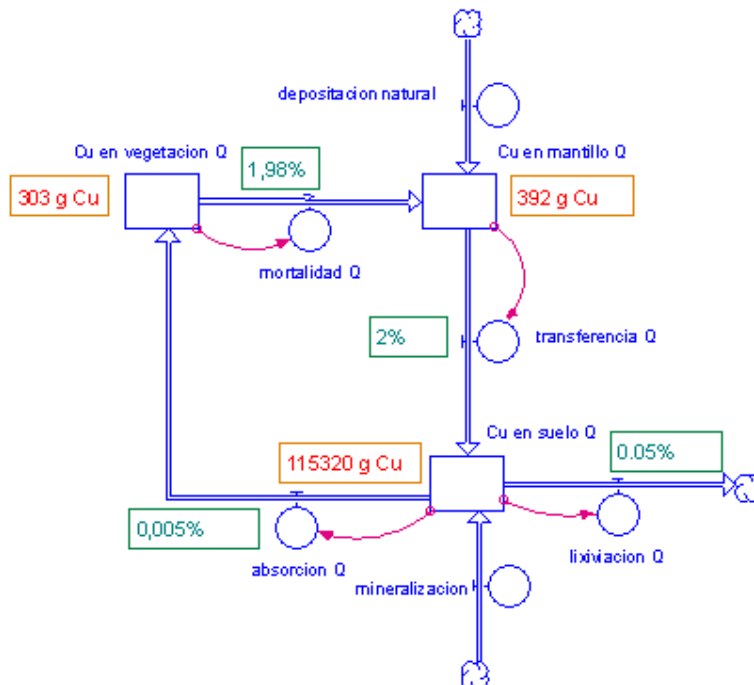 depositacion natural
Cu en vegetacion Q
Cu en mantillo Q
1,98%
303 g Cu
392 g Cu
mortalidad Q
2%
transferencia Q
Cu en suelo Q
115320 g Cu
0.05%
0,005%
absorcion Q
lixiviacion Q
mineralizacion